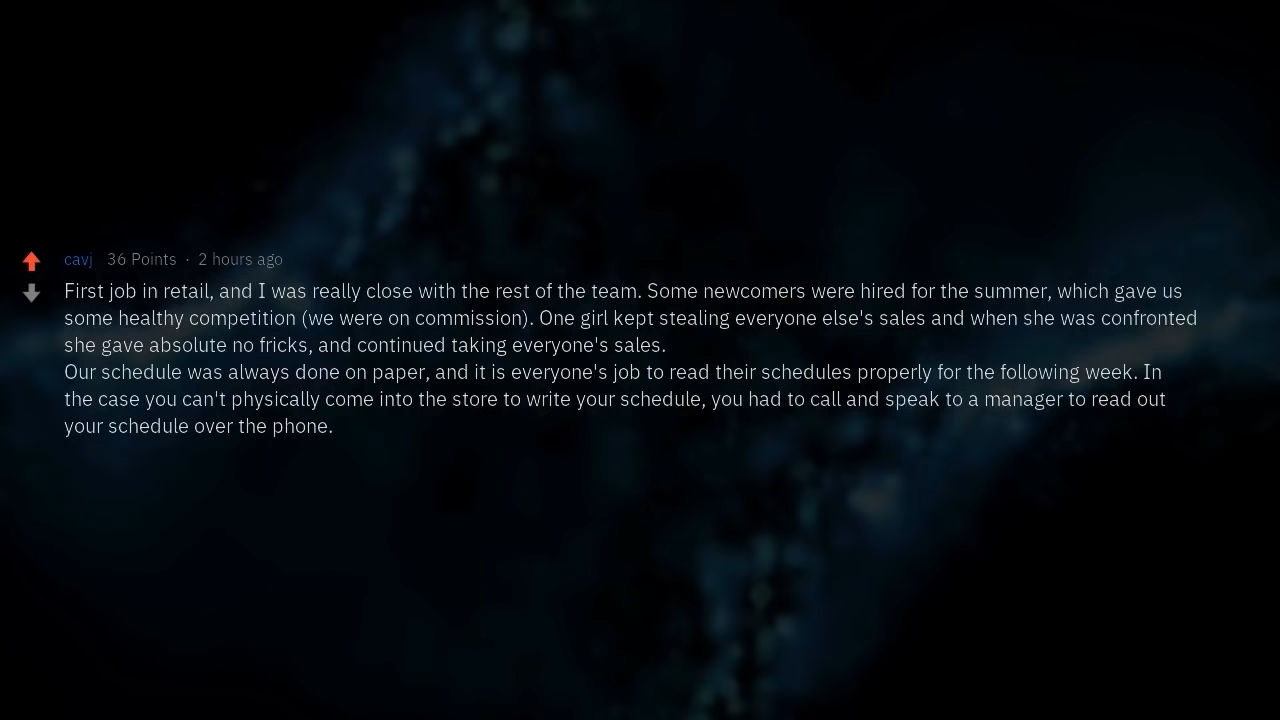 cavj 36 Points · 2 hours ago
First job in retail, and I was really close with the rest of the team. Some newcomers were hired for the summer, which gave us
some healthy competition (we were on commission). One girl kept stealing everyone else's sales and when she was confronted
she gave absolute no fricks, and continued taking everyone's sales.
Our schedule was always done on paper, and it is everyone's job to read their schedules properly for the following week. In
the case you can't physically come into the store to write your schedule, you had to call and speak to a manager to read out
your schedule over the phone.